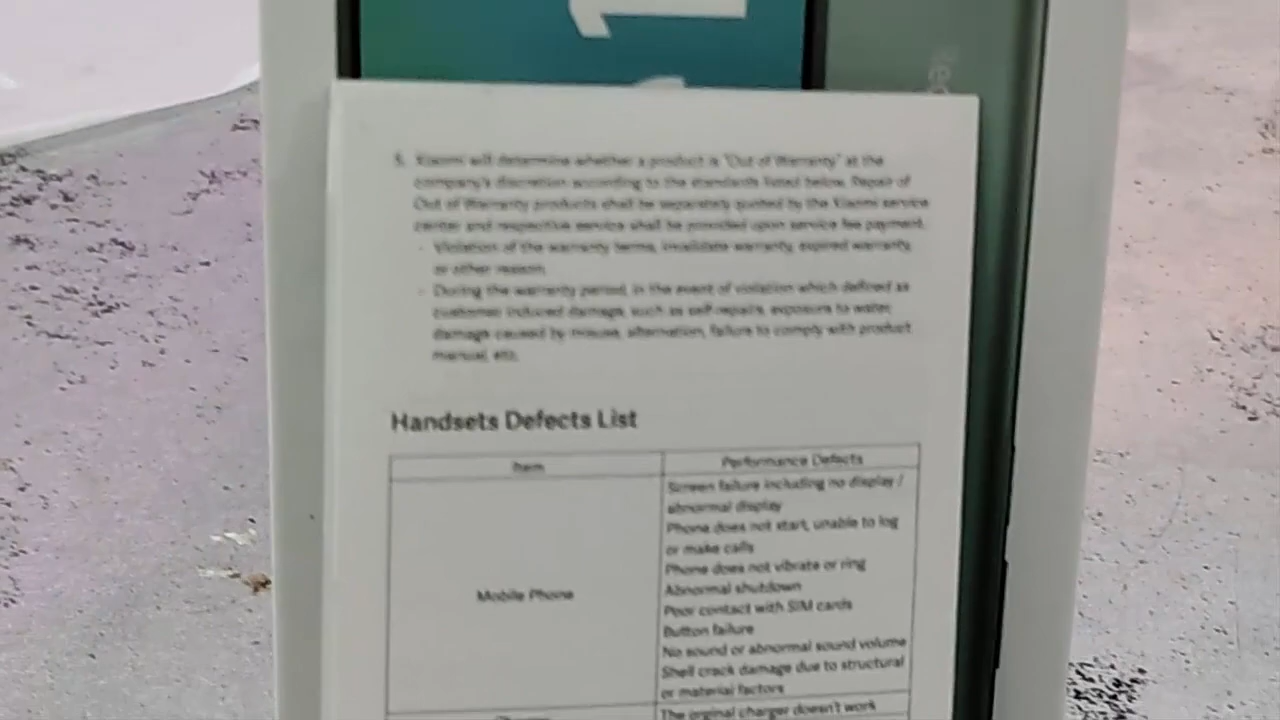 1
5. Xiaomi will determine whether a product is "Out of Warranty" at the
company's discretion according to the standards listed below. Repair of
Out of Warranty products shall be separately quoted by the Xiaomi service
center and respective service shall be provided upon service fee payment.
- Violation of the warranty terms, invalidate warranty, expired warranty
or other reason.
- During the warranty period, in the event of violation which defined as
customer induced damage, such as self-repairs, exposure to water,
damage caused by misuse, alternation, failure to comply with product
manual, etc.
Handsets Defects List
Item
Performance Defects
Mobile Phone
Screen failure including no display /
abnormal display
Phone does not start, unable to log
or make calls
Phone does not vibrate or ring
Abnormal shutdown
Poor contact with SIM cards
Button failure
No sound or abnormal sound volume
Shell crack damage due to structural
or material factors
The orginal charger doesn't work